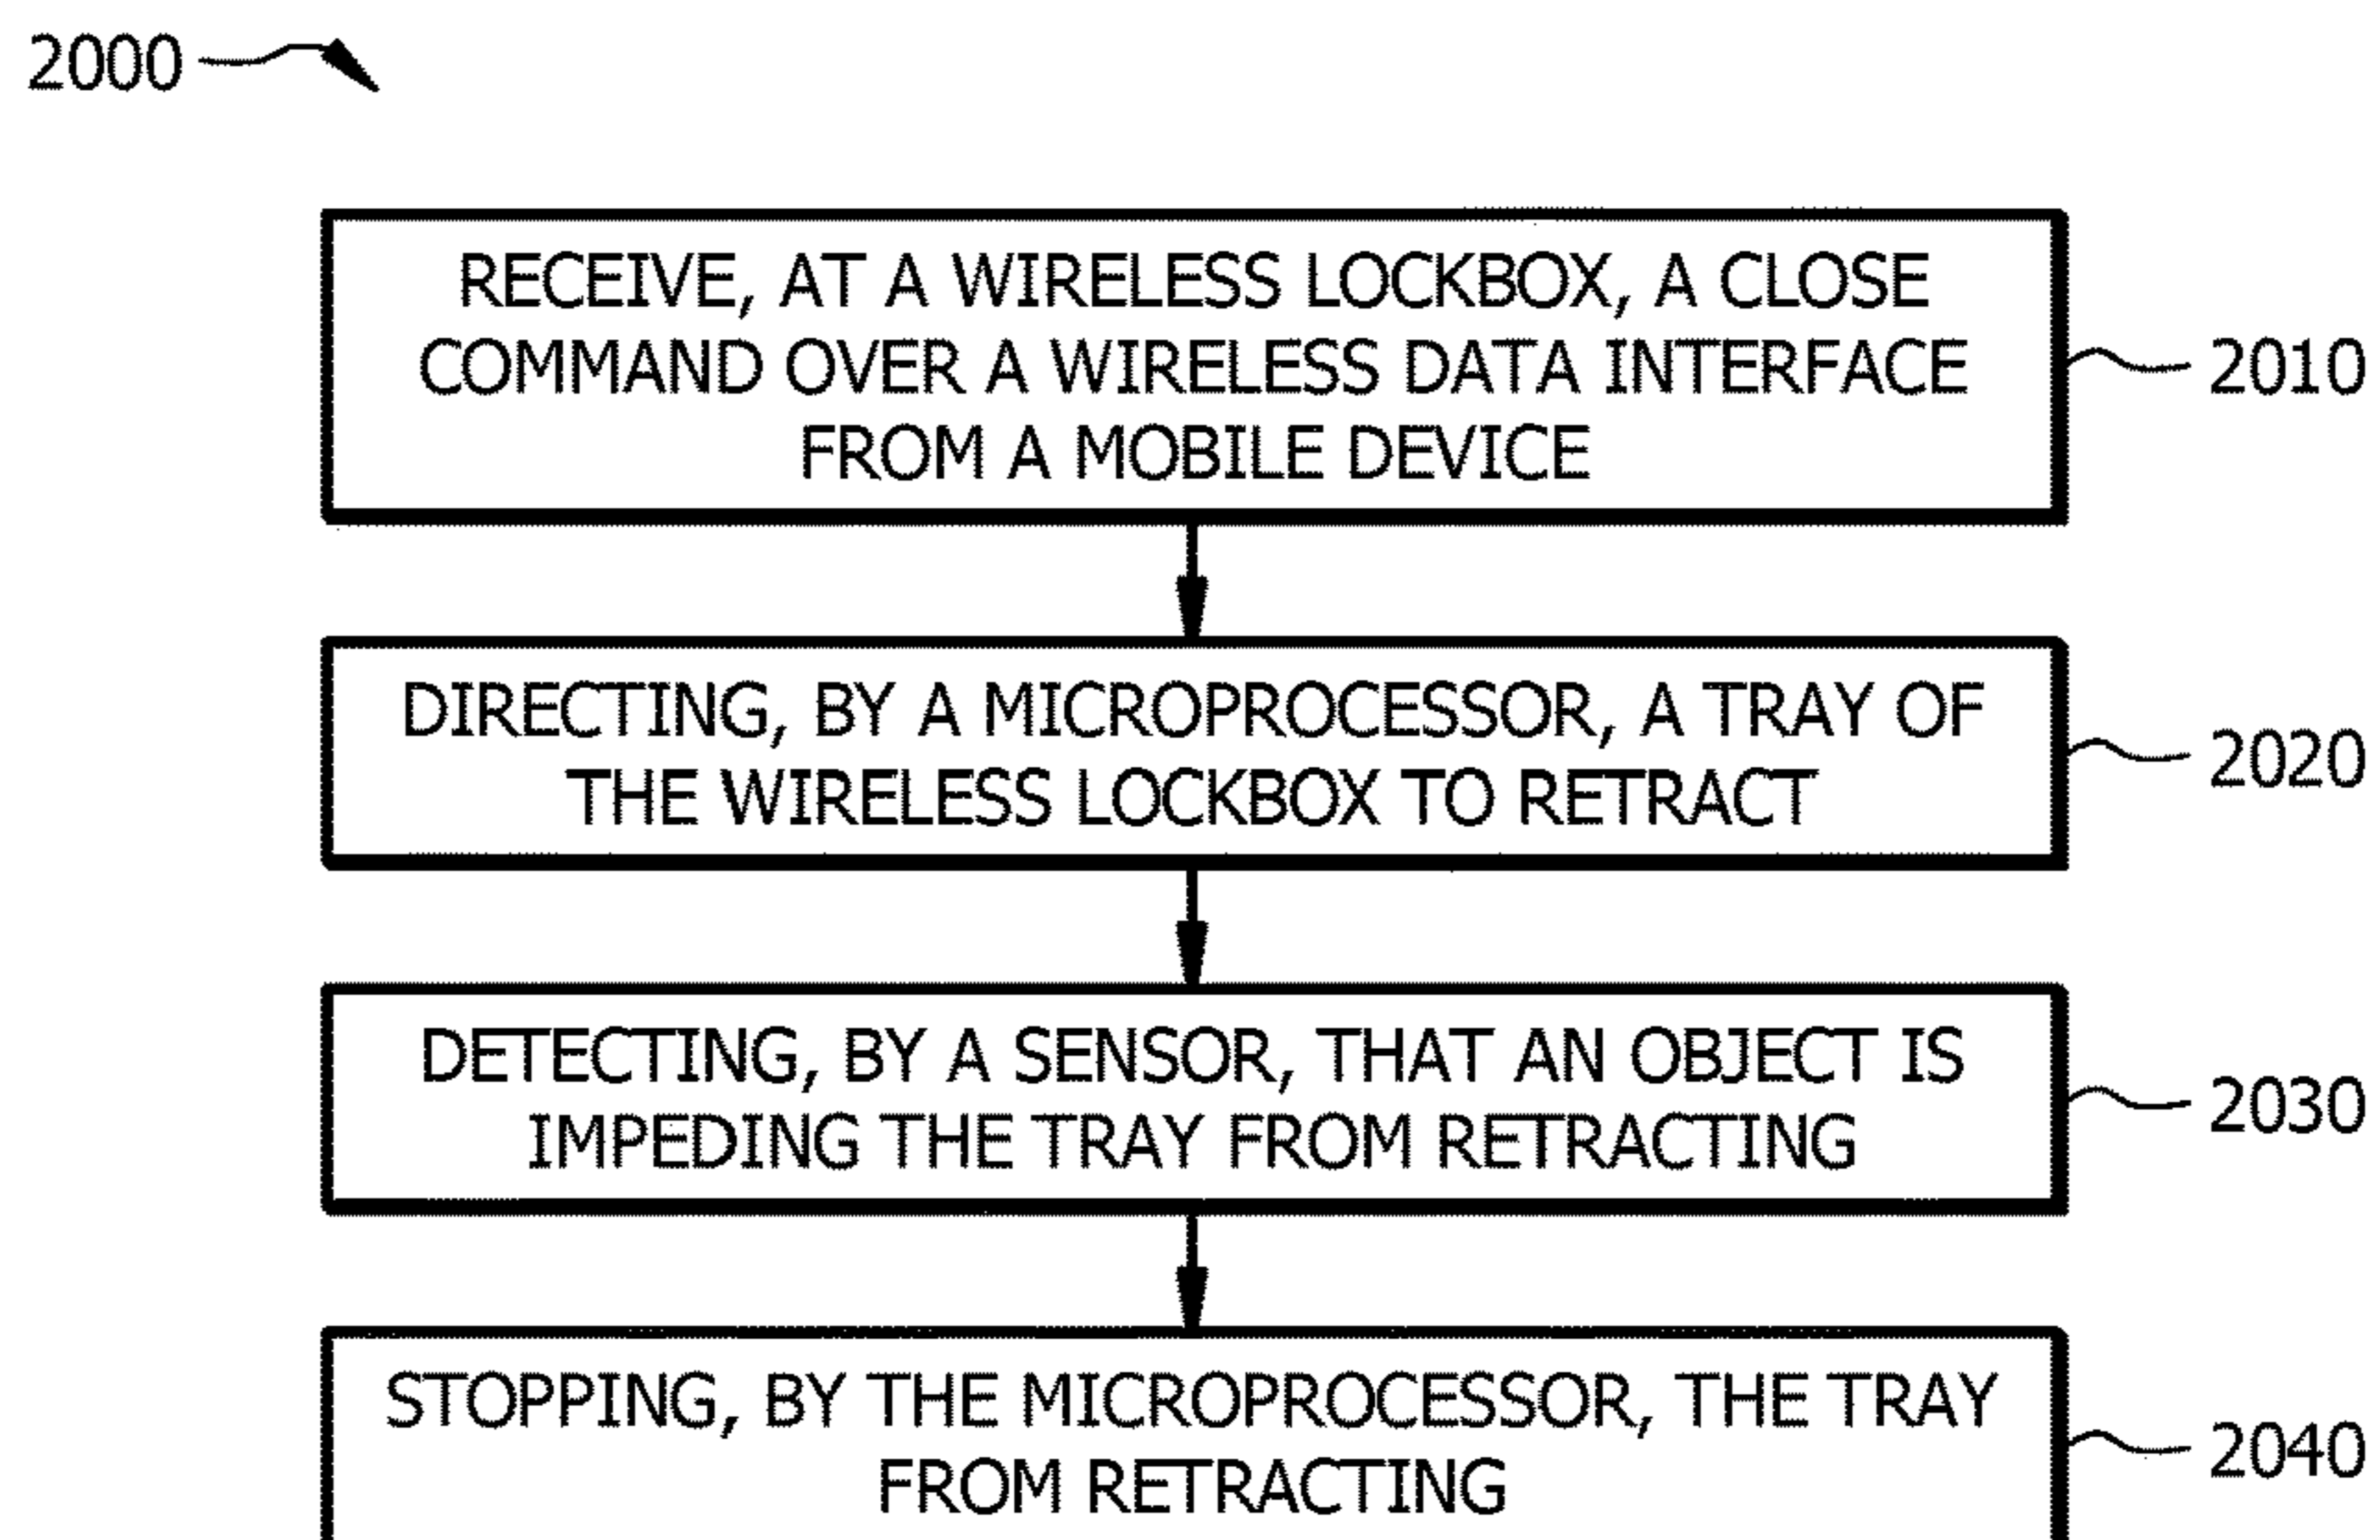 2000
RECEIVE, AT A WIRELESS LOCKBOX, A CLOSE
COMMAND OVER A WIRELESS DATA INTERFACE
FROM A MOBILE DEVICE
2010
DIRECTING, BY A MICROPROCESSOR, A TRAY OF
THE WIRELESS LOCKBOX TO RETRACT
2020
DETECTING, BY A SENSOR, THAT AN OBJECT IS
IMPEDING THE TRAY FROM RETRACTING
2030
STOPPING, BY THE MICROPROCESSOR, THE TRAY
FROM RETRACTING
2040